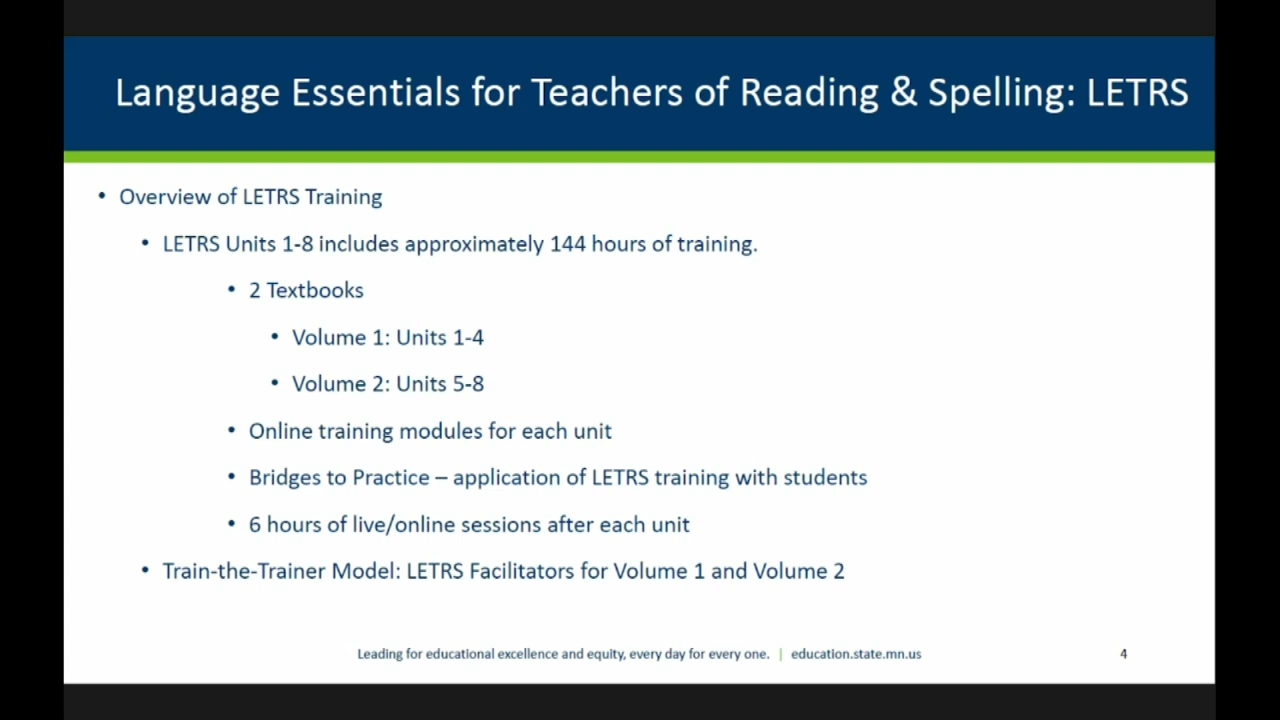 Language Essentials for Teachers of Reading & Spelling: LETRS
• Overview of LETRS Training
• LETRS Units 1-8 includes approximately 144 hours of training.
• 2 Textbooks
• Volume 1: Units 1-4
• Volume 2: Units 5-8
• Online training modules for each unit
• Bridges to Practice – application of LETRS training with students
• 6 hours of live/online sessions after each unit
• Train-the-Trainer Model: LETRS Facilitators for Volume 1 and Volume 2
Leading for educational excellence and equity, every day for every one. | education.state.mn.us 4